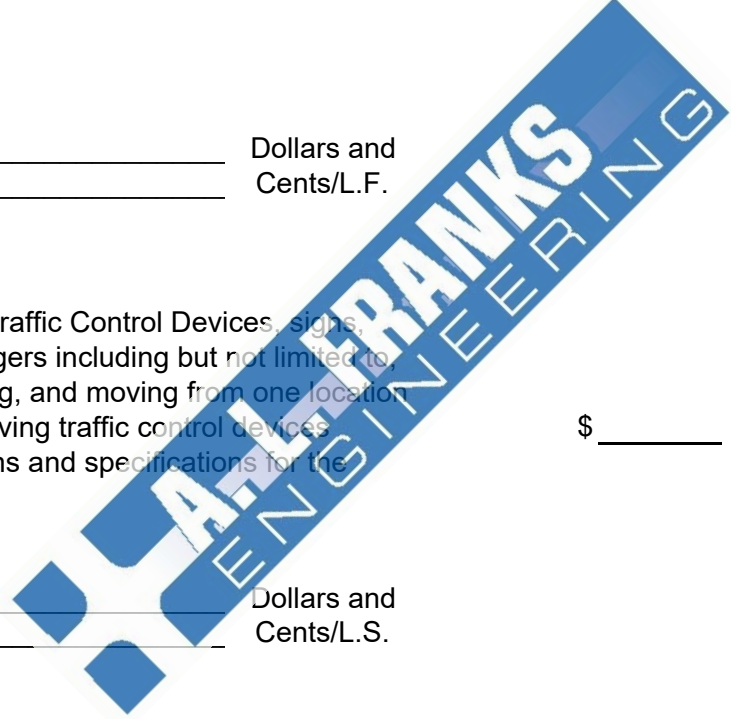 Dollars and
Cents/L.F.
raffic Control Devices, signs,
gers including but not limited to,
g, and moving from one location
ving traffic control devices
$
ns and specifications for the
Dollars and
Cents/L.S.
A. L. FRANKS
ENGINEERING